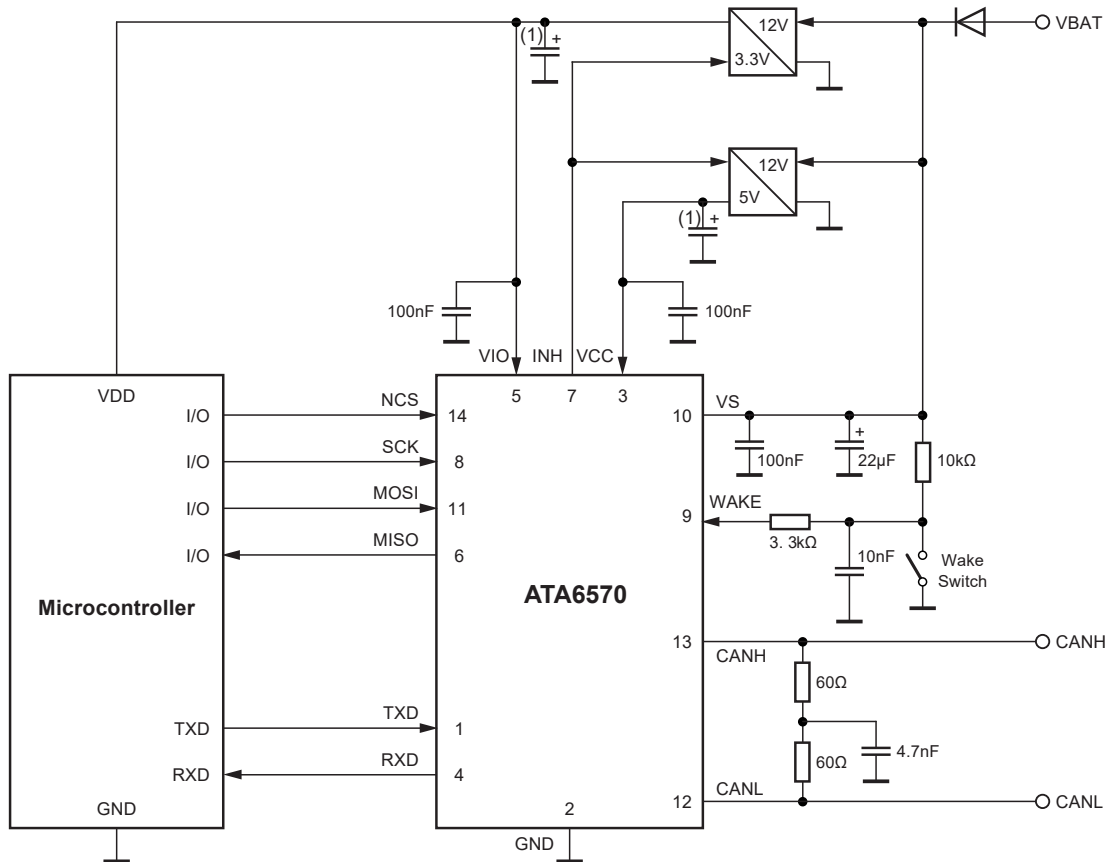 12V
VBAT
(1)
+
3.3V
12V
5V
(1)
+
100nF
100nF
VIO
INH
VCC
VDD
5
7
3
I/O
NCS
14
10
VS
+
I/O
SCK
8
100nF
22µF
10kΩ
I/O
MOSI
11
9
WAKE
I/O
MISO
6
3. 3kΩ
10nF
Wake
Switch
Microcontroller
ATA6570
13
CANH
CANH
60Ω
TXD
TXD
1
4.7nF
RXD
RXD
4
60Ω
CANL
GND
2
12
CANL
GND